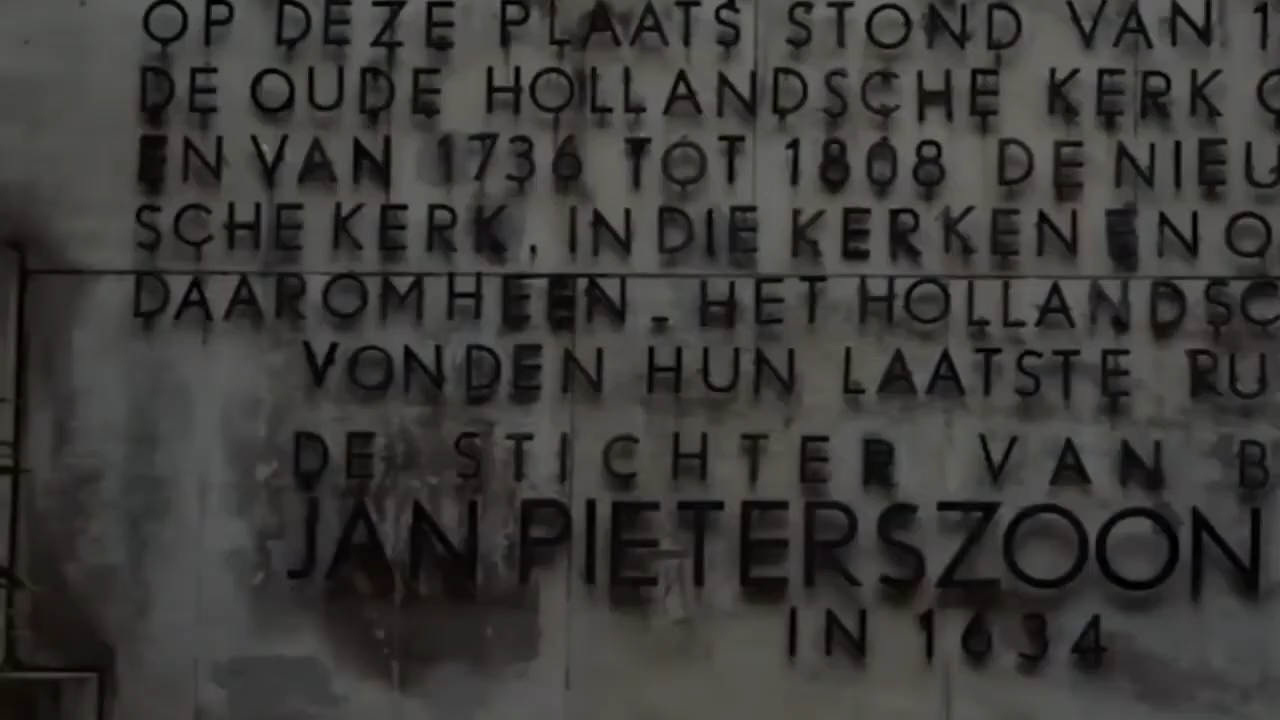 OP DEZE PLAATS STOND VAN 1
DE OUDE HOLLANDSCHE KERK
EN VAN 1736 TOT 1808 DE NIEU
SCHE KERK, IN DIE KERKEN EN O
DAAROMHEEN - HET HOLLANDSC
VONDEN HUN LAATSTE RU
DE STICHTER VAN B
JAN PIETERSZOON
IN 1634